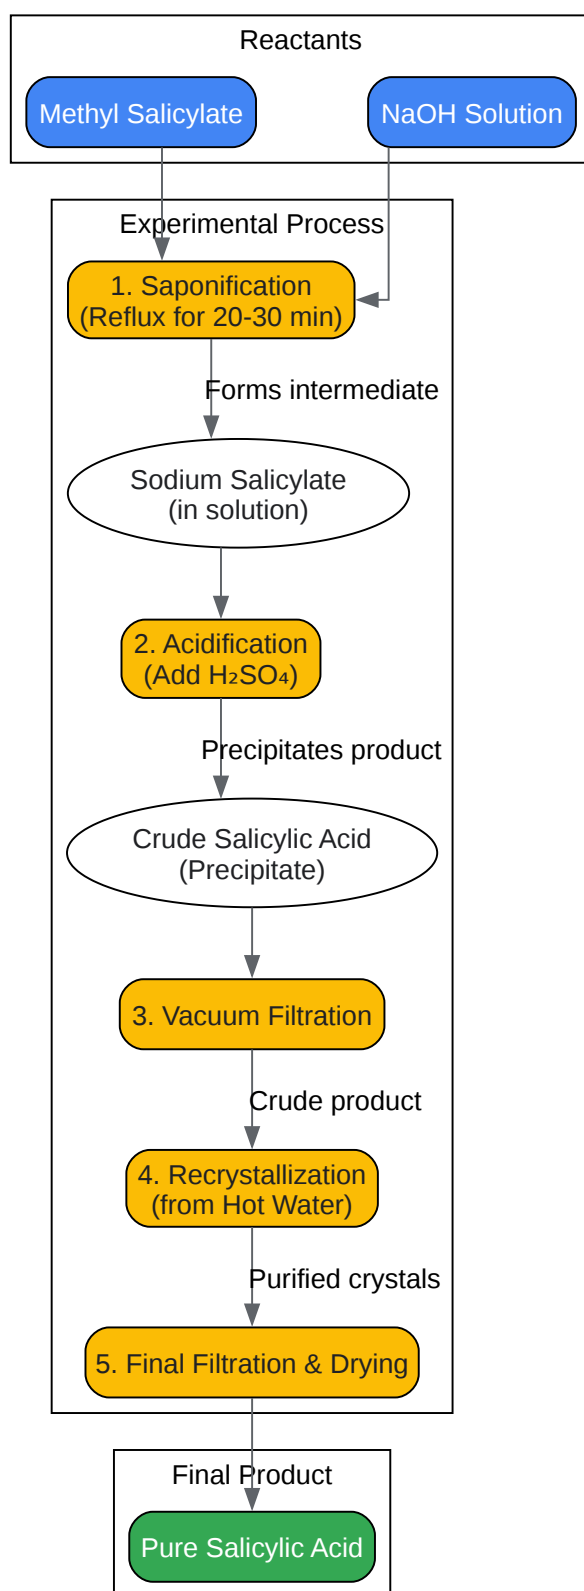 Reactants
Methyl Salicylate
NaOH Solution
Experimental Process
1. Saponification
(Reflux for 20-30 min)
Forms intermediate
Sodium Salicylate
(in solution)
2. Acidification
(Add H₂SO₄)
Precipitates product
Crude Salicylic Acid
(Precipitate)
3. Vacuum Filtration
Crude product
4. Recrystallization
(from Hot Water)
Purified crystals
5. Final Filtration & Drying
Final Product
Pure Salicylic Acid